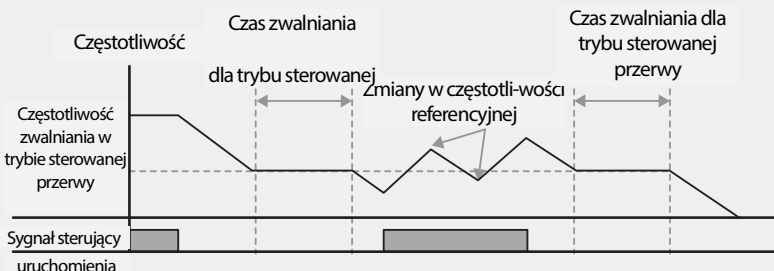 Częstotliwość
Czas zwalniania
dla trybu sterowanej
Czas zwalniania dla
trybu sterowanej
przerwy
Zmiany w częstotli-wości
referencyjnej
Częstotliwość
zwalniania w
trybie sterowanej
przerwy
Sygnał sterujący
uruchomienia